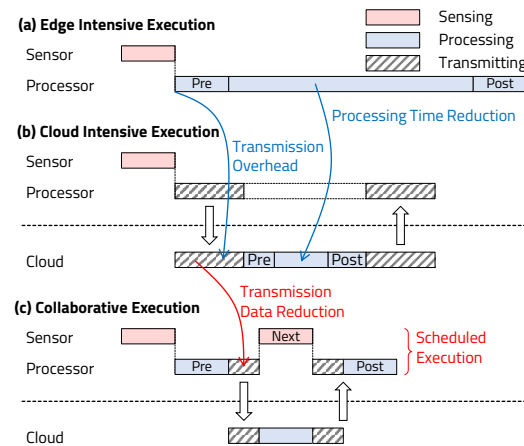 (a) Edge Intensive Execution
Sensing
Processing
Transmitting
Sensor
Processor
Pre
Post
(b) Cloud Intensive Execution
Transmission
Overhead
Processing Time Reduction
Sensor
Processor
Cloud
Pre
Post
(c) Collaborative Execution
Transmission
Data Reduction
Sensor
Next
Scheduled
Execution
Processor
Pre
Post
Cloud